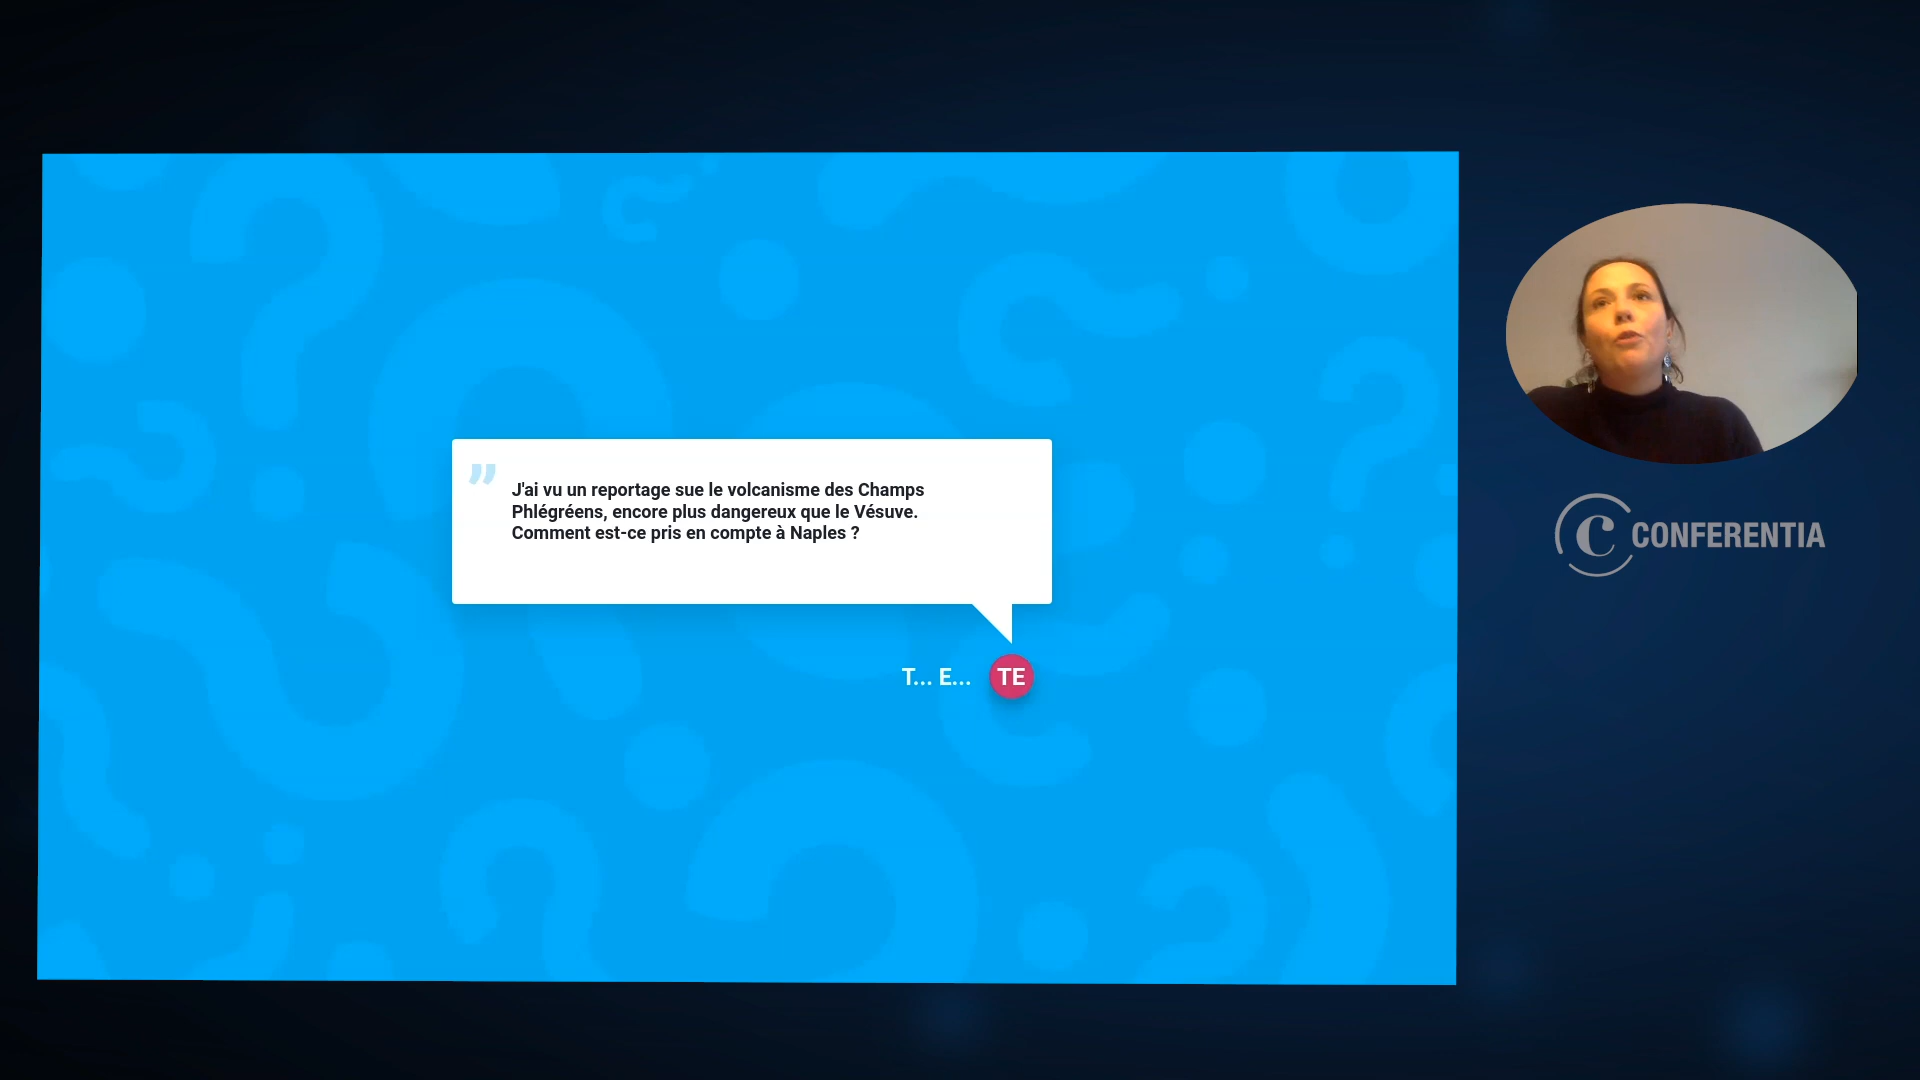 ”
J'ai vu un reportage sue le volcanisme des Champs
Phlégréens, encore plus dangereux que le Vésuve.
Comment est-ce pris en compte à Naples ?
T... E...
TE
C CONFERENTIA